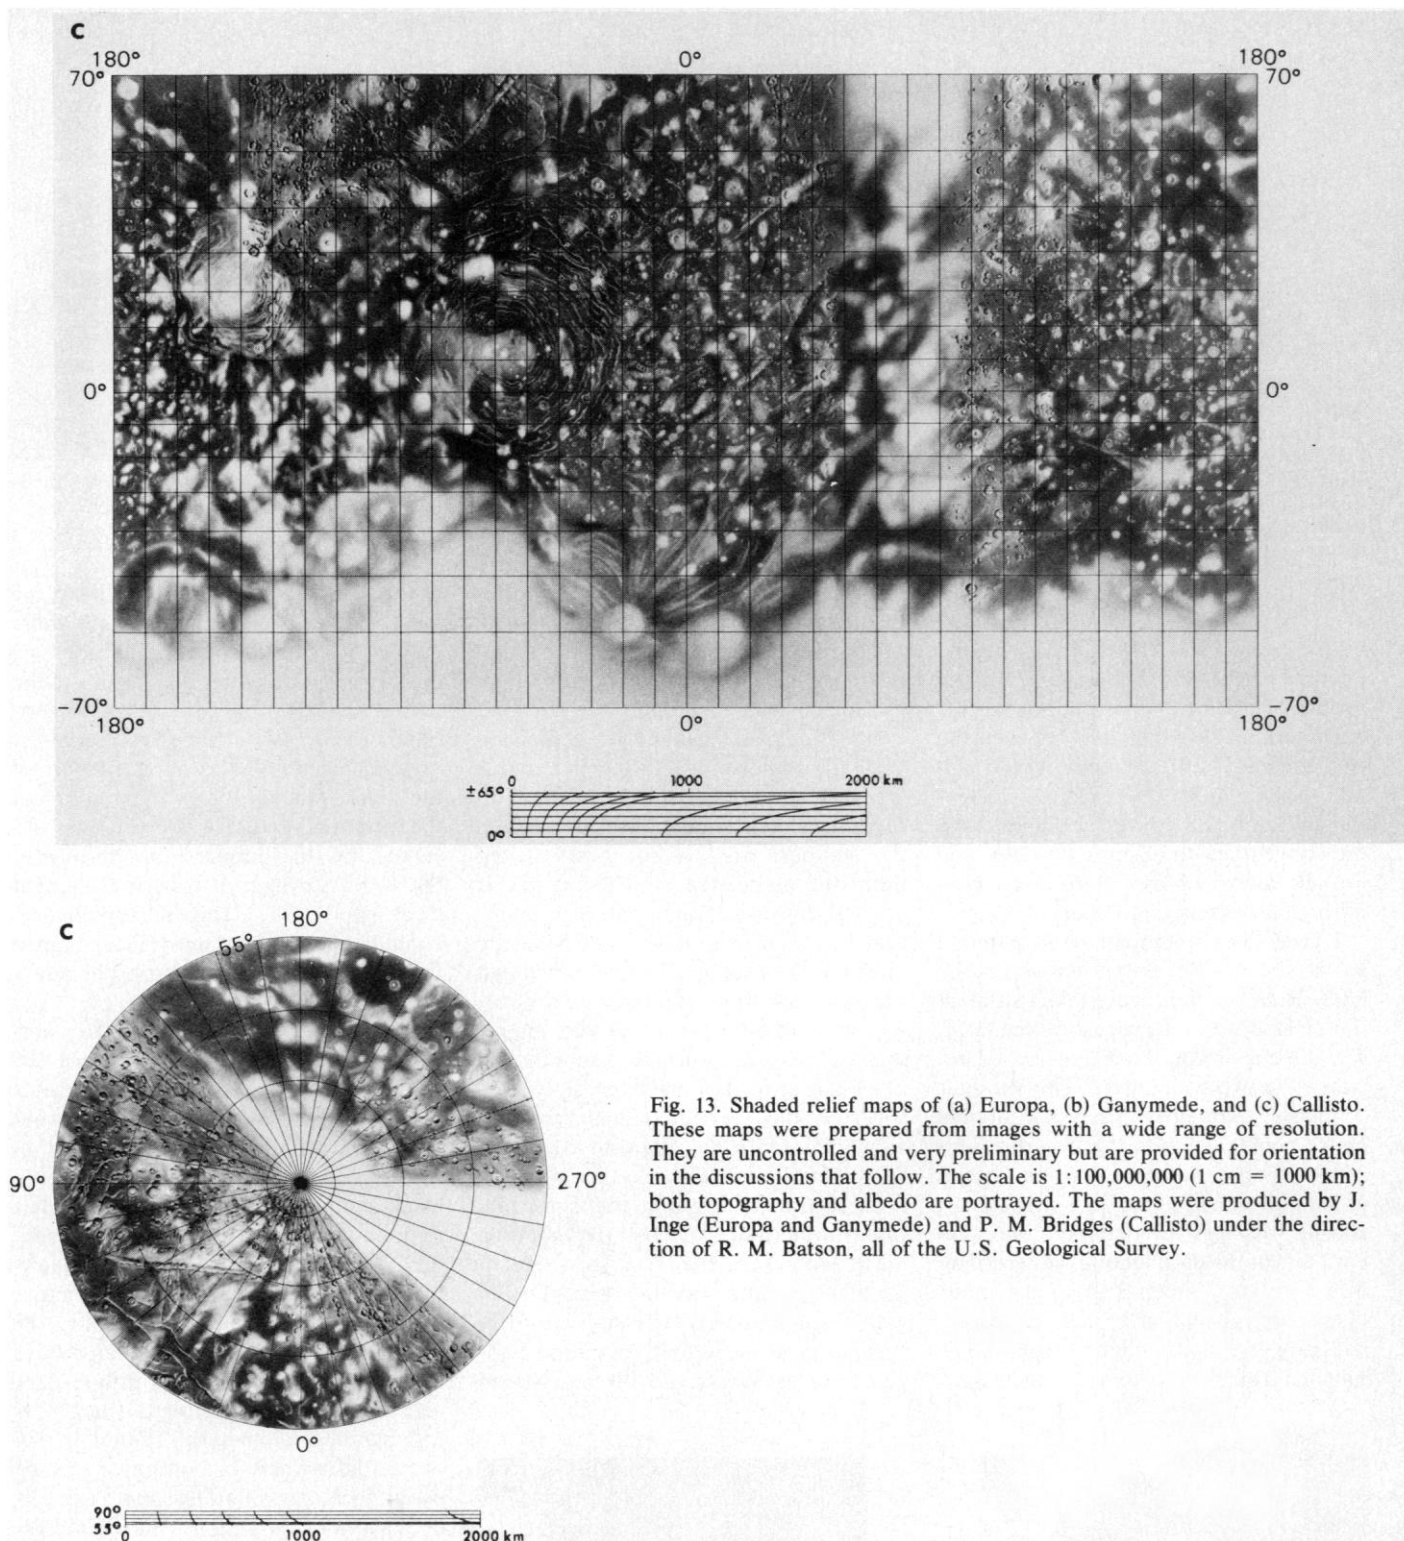 C
180° 0° 180°
70° 70°
0° 0°
-70° -70°
180° 0° 180°
0 1000 2000 km
±65°
0°
C
180°
55°
90° 270°
0°
90°
55°
0 1000 2000 km
Fig. 13. Shaded relief maps of (a) Europa, (b) Ganymede, and (c) Callisto.
These maps were prepared from images with a wide range of resolution.
They are uncontrolled and very preliminary but are provided for orientation
in the discussions that follow. The scale is 1:100,000,000 (1 cm = 1000 km);
both topography and albedo are portrayed. The maps were produced by J.
Inge (Europa and Ganymede) and P. M. Bridges (Callisto) under the direc-
tion of R. M. Batson, all of the U.S. Geological Survey.